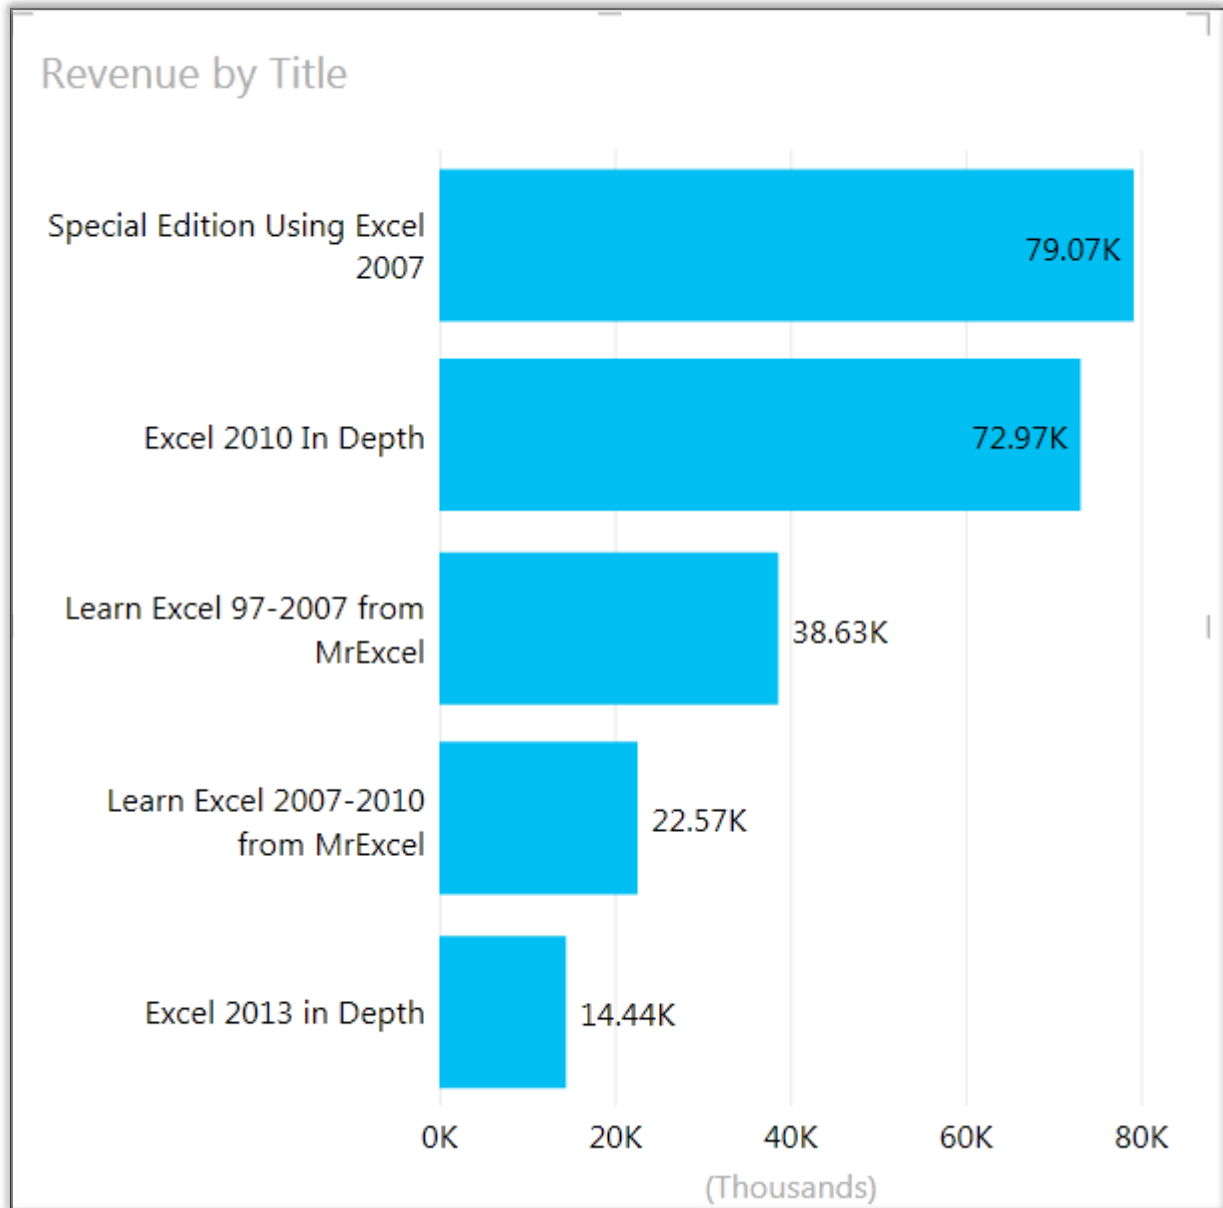 Revenue by Title
Special Edition Using Excel
2007
79.07K
Excel 2010 In Depth
72.97K
Learn Excel 97-2007 from
MrExcel
38.63K
Learn Excel 2007-2010
from MrExcel
22.57K
Excel 2013 in Depth
14.44K
0K 20K 40K 60K 80K
(Thousands)